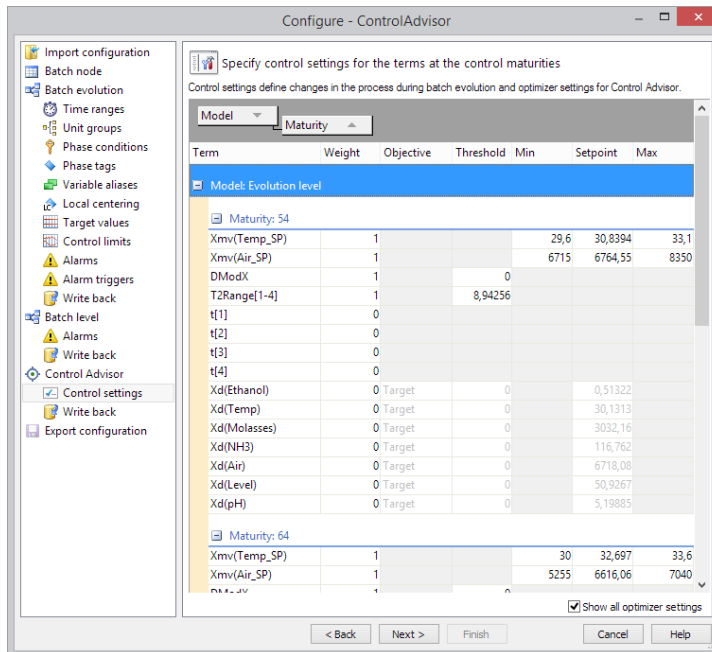 Configure - ControlAdvisor
Import configuration
Batch node
Batch evolution
Time ranges
Unit groups
Phase conditions
Phase tags
Variable aliases
Local centering
Target values
Control limits
Alarms
Alarm triggers
Write back
Batch level
Alarms
Write back
Control Advisor
Control settings
Write back
Export configuration
Specify control settings for the terms at the control maturities
Control settings define changes in the process during batch evolution and optimizer settings for Control Advisor.
Model
Maturity
Term Weight Objective Threshold Min Setpoint Max
Model: Evolution level
Maturity: 54
Xmv(Temp_SP) 1 29,6 30,8394 33,1
Xmv(Air_SP) 1 6715 6764,55 8350
DModX 1 0
T2Range[1-4] 1 8,94256
t[1] 0
t[2] 0
t[3] 0
t[4] 0
Xd(Ethanol) 0 Target 0 0,51322
Xd(Temp) 0 Target 0 30,1313
Xd(Molasses) 0 Target 0 3032,16
Xd(NH3) 0 Target 0 116,762
Xd(Air) 0 Target 0 6718,08
Xd(Level) 0 Target 0 50,9267
Xd(pH) 0 Target 0 5,19885
Maturity: 64
Xmv(Temp_SP) 1 30 32,697 33,6
Xmv(Air_SP) 1 5255 6616,06 7040
DModX 1 0
Show all optimizer settings
< Back Next > Finish Cancel Help